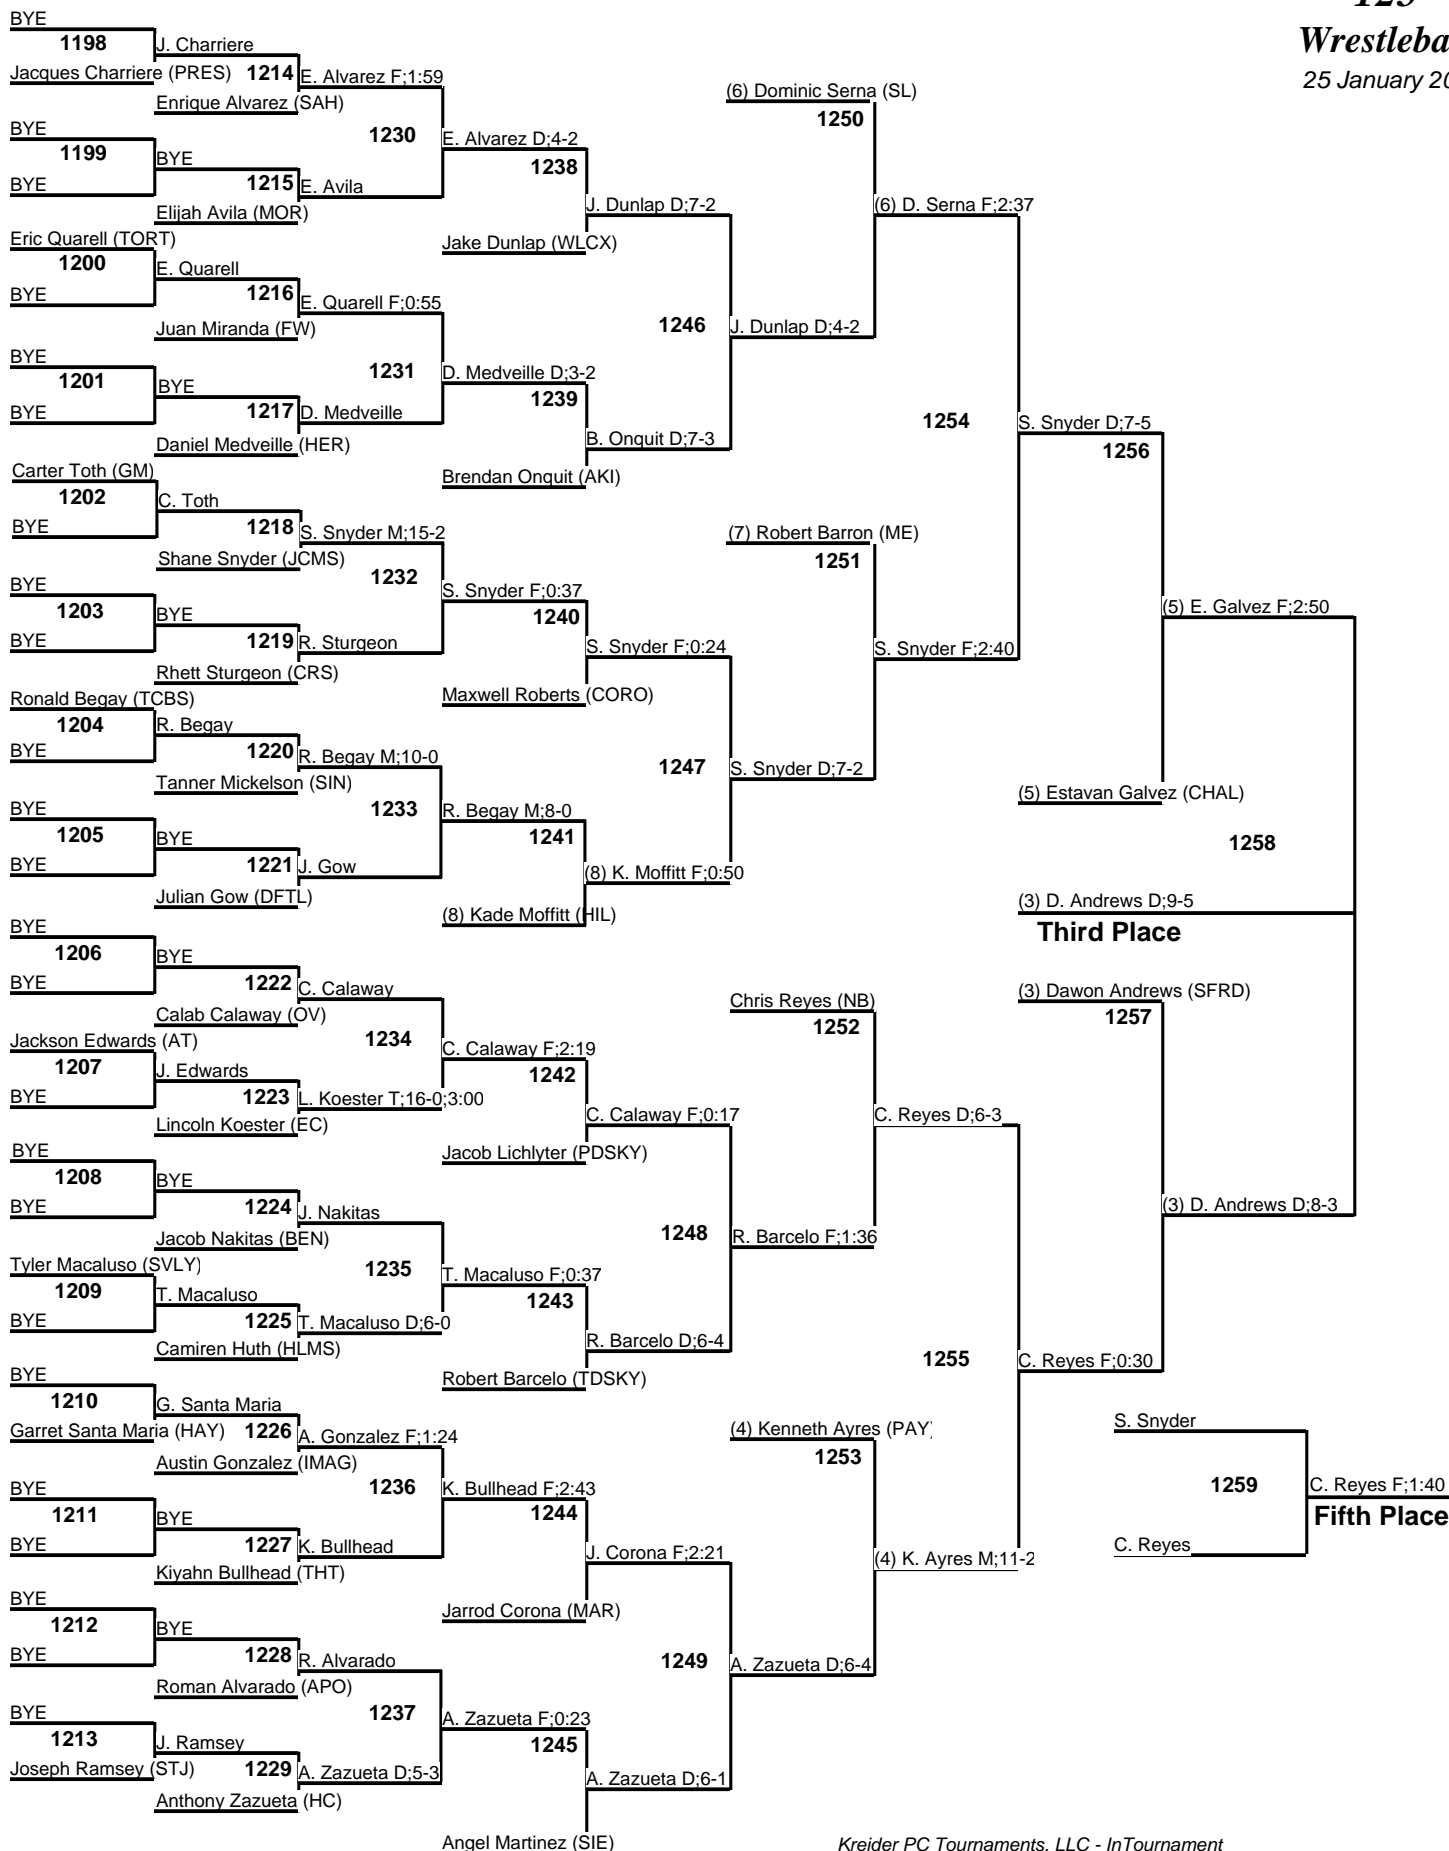 Wrestleba
25 January 20
BYE
1198
J. Charriere
Jacques Charriere (PRES)
1214
E. Alvarez F;1:59
Enrique Alvarez (SAH)
1230
BYE
1199
BYE
BYE
1215
E. Avila
Elijah Avila (MOR)
E. Alvarez D;4-2
1238
J. Dunlap D;7-2
Jake Dunlap (WLCX)
Eric Quarell (TORT)
1200
E. Quarell
BYE
1216
E. Quarell F;0:55
Juan Miranda (FW)
1231
BYE
1201
BYE
BYE
1217
D. Medveille
Daniel Medveille (HER)
D. Medveille D;3-2
1239
B. Onquit D;7-3
Brendan Onquit (AKI)
1246
J. Dunlap D;4-2
(6) Dominic Serna (SL)
1250
(6) D. Serna F;2:37
Carter Toth (GM)
1202
C. Toth
BYE
1218
S. Snyder M;15-2
Shane Snyder (JCMS)
1232
BYE
1203
BYE
BYE
1219
R. Sturgeon
Rhett Sturgeon (CRS)
S. Snyder F;0:37
1240
S. Snyder F;0:24
Maxwell Roberts (CORO)
Ronald Begay (TCBS)
1204
R. Begay
BYE
1220
R. Begay M;10-0
Tanner Mickelson (SIN)
1233
BYE
1205
BYE
BYE
1221
J. Gow
Julian Gow (DFTL)
R. Begay M;8-0
1241
(8) K. Moffitt F;0:50
(8) Kade Moffitt (HIL)
1247
S. Snyder D;7-2
(7) Robert Barron (ME)
1251
S. Snyder F;2:40
1254
S. Snyder D;7-5
1256
(5) E. Galvez F;2:50
(5) Estavan Galvez (CHAL)
1258
(3) D. Andrews D;9-5
Third Place
BYE
1206
BYE
BYE
1222
C. Calaway
Calab Calaway (OV)
1234
Jackson Edwards (AT)
1207
J. Edwards
BYE
1223
L. Koester T;16-0;3:00
Lincoln Koester (EC)
C. Calaway F;2:19
1242
C. Calaway F;0:17
Jacob Lichlyter (PDSKY)
BYE
1208
BYE
BYE
1224
J. Nakitas
Jacob Nakitas (BEN)
1235
Tyler Macaluso (SVLY)
1209
T. Macaluso
BYE
1225
T. Macaluso D;6-0
Camiren Huth (HLMS)
T. Macaluso F;0:37
1243
R. Barcelo D;6-4
Robert Barcelo (TDSKY)
1248
R. Barcelo F;1:36
Chris Reyes (NB)
1252
C. Reyes D;6-3
(3) Dawon Andrews (SFRD)
1257
(3) D. Andrews D;8-3
BYE
1210
G. Santa Maria
Garret Santa Maria (HAY)
1226
A. Gonzalez F;1:24
Austin Gonzalez (IMAG)
1236
BYE
1211
BYE
BYE
1227
K. Bullhead
Kiyahn Bullhead (THT)
K. Bullhead F;2:43
1244
J. Corona F;2:21
Jarrod Corona (MAR)
BYE
1212
BYE
BYE
1228
R. Alvarado
Roman Alvarado (APO)
1237
BYE
1213
J. Ramsey
Joseph Ramsey (STJ)
1229
A. Zazueta D;5-3
Anthony Zazueta (HC)
A. Zazueta F;0:23
1245
A. Zazueta D;6-1
Angel Martinez (SIE)
1249
A. Zazueta D;6-4
(4) Kenneth Ayres (PAY)
1253
(4) K. Ayres M;11-2
1255
C. Reyes F;0:30
S. Snyder
1259
C. Reyes F;1:40
Fifth Place
C. Reyes
Kreider PC Tournaments, LLC - InTournament